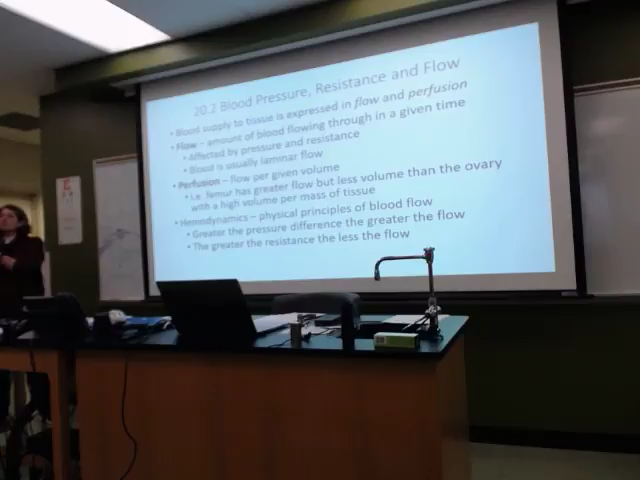 20.2 Blood Pressure, Resistance and Flow
• Blood supply to tissue is expressed in flow and perfusion
• Flow – amount of blood flowing through in a given time
• Affected by pressure and resistance
• Blood is usually laminar flow
• Perfusion – flow per given volume
• i.e. femur has greater flow but less volume than the ovary
with a high volume per mass of tissue
• Hemodynamics – physical principles of blood flow
• Greater the pressure difference the greater the flow
• The greater the resistance the less the flow